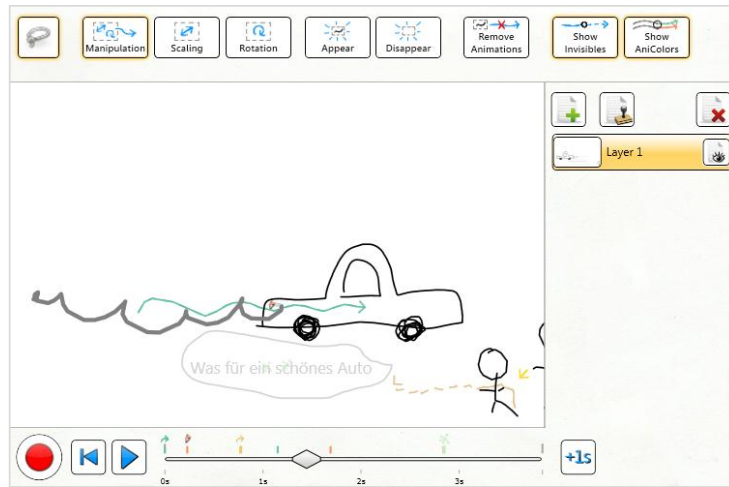 Manipulation
Scaling
Rotation
Appear
Disappear
Remove
Animations
Show
Invisibles
Show
AniColors
Layer 1
Was für ein schönes Auto
0s
1s
2s
3s
+1s